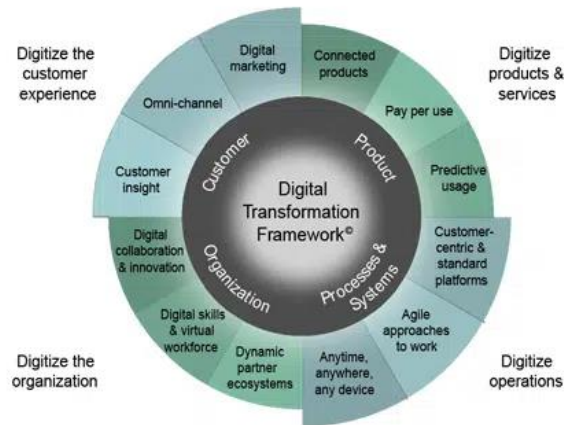 Digitize the
customer
experience
Digital
marketing
Connected
products
Digitize
products &
services
Omni-channel
Pay per use
Customer
insight
Predictive
usage
Customer
Product
Digital
Transformation
Framework©
Organization
Processes &
Systems
Digital
collaboration
& innovation
Customer-
centric &
standard
platforms
Digital skills
& virtual
workforce
Agile
approaches
to work
Dynamic
partner
ecosystems
Anytime,
anywhere,
any device
Digitize the
organization
Digitize
operations